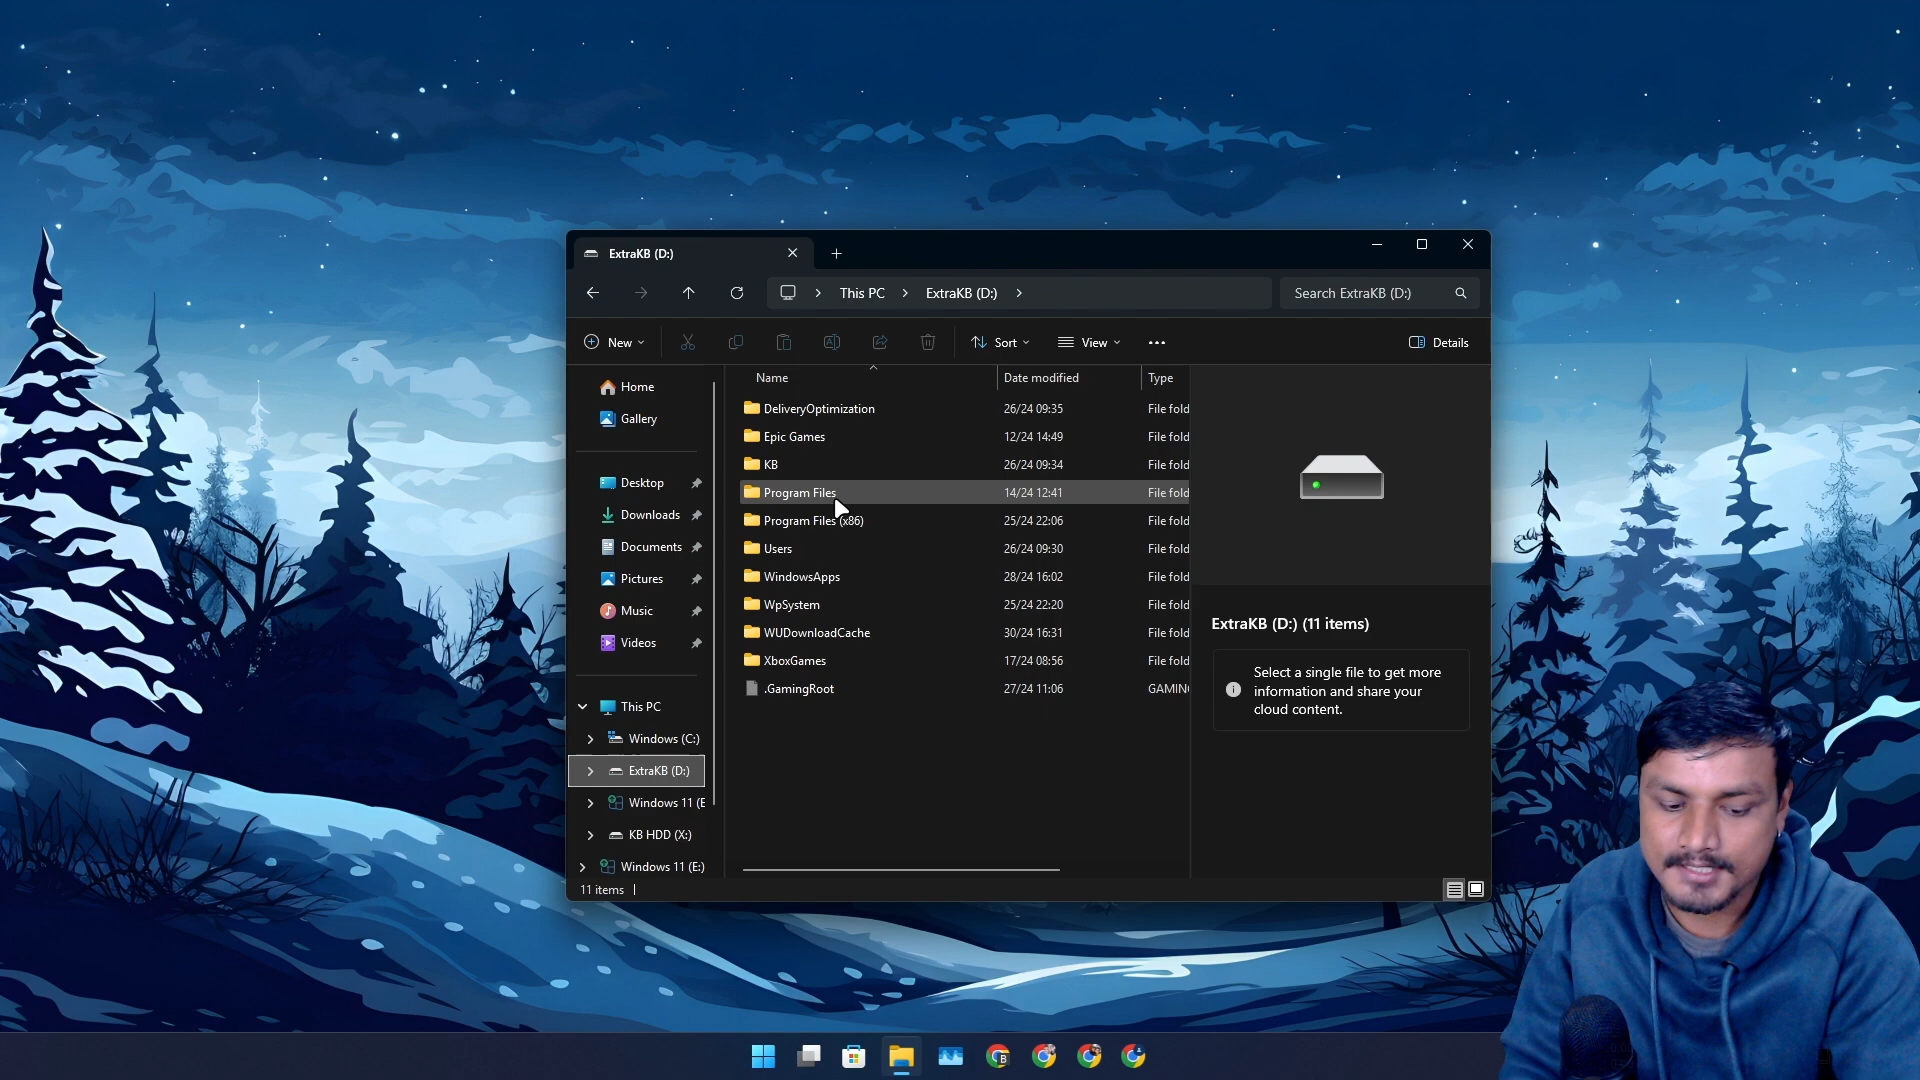 ExtraKB (D:)
This PC
ExtraKB (D:)
Search ExtraKB (D:)
New
Sort
View
Details
Home
Gallery
Desktop
Downloads
Documents
Pictures
Music
Videos
This PC
Windows (C:)
ExtraKB (D:)
Windows 11 (E
KB HDD (X:)
Windows 11 (E:)
Name Date modified Type
DeliveryOptimization 26/24 09:35 File fold
Epic Games 12/24 14:49 File fold
KB 26/24 09:34 File fold
Program Files 14/24 12:41 File fold
Program Files (x86) 25/24 22:06 File fold
Users 26/24 09:30 File fold
WindowsApps 28/24 16:02 File fold
WpSystem 25/24 22:20 File fold
WUDownloadCache 30/24 16:31 File fold
XboxGames 17/24 08:56 File fold
.GamingRoot 27/24 11:06 GAMIN
ExtraKB (D:) (11 items)
Select a single file to get more
information and share your
cloud content.
11 items
B